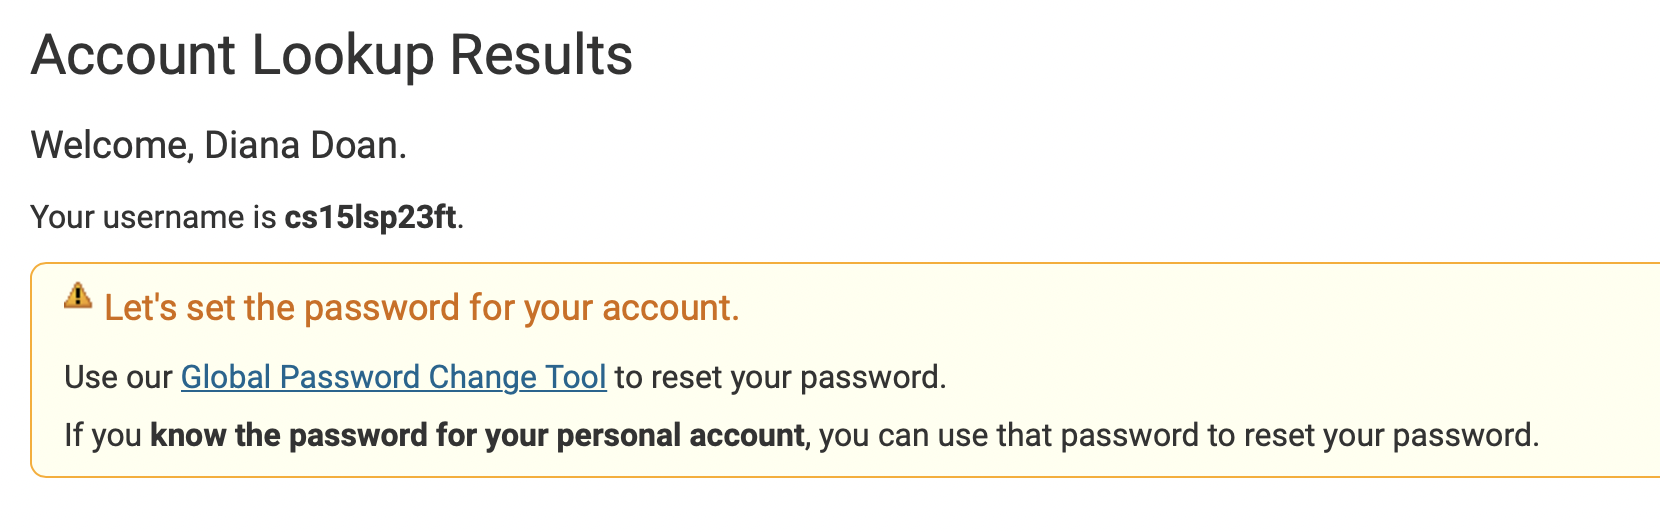 Account Lookup Results
Welcome, Diana Doan.
Your username is cs15lsp23ft.
Let's set the password for your account.
Use our Global Password Change Tool to reset your password.
If you know the password for your personal account, you can use that password to reset your password.